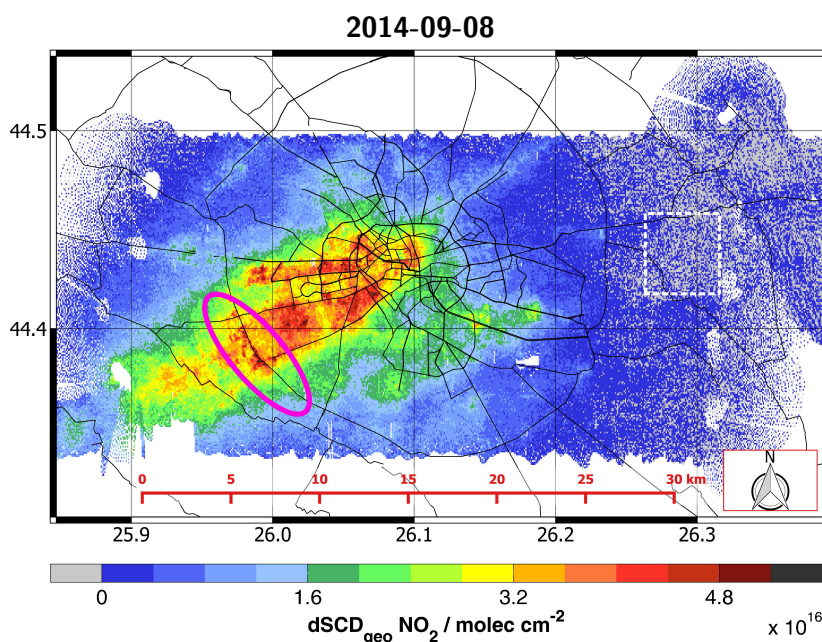 2014-09-08
44.5
44.4
N
0 5 10 15 20 25 30 km
25.9 26.0 26.1 26.2 26.3
0 1.6 3.2 4.8
dSCDgeo NO2 / molec cm-2
x 10^16